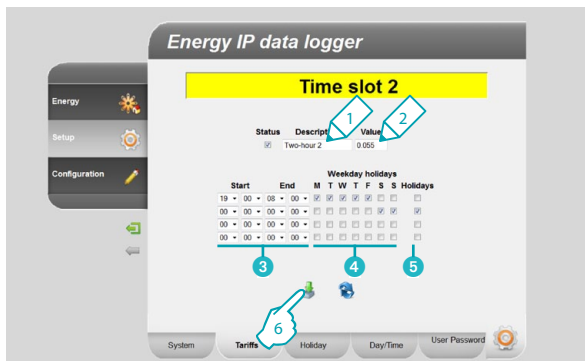 Energy IP data logger
Time slot 2
Energy
Setup
Configuration
Status Descript Value
Two-hour 2 0.055
1 2
Weekday holidays
Start End M T W T F S S Holidays
19 00 08 00
00 00 00 00
00 00 00 00
00 00 00 00
3 4 5
6
System Tariffs Holiday Day/Time User Password